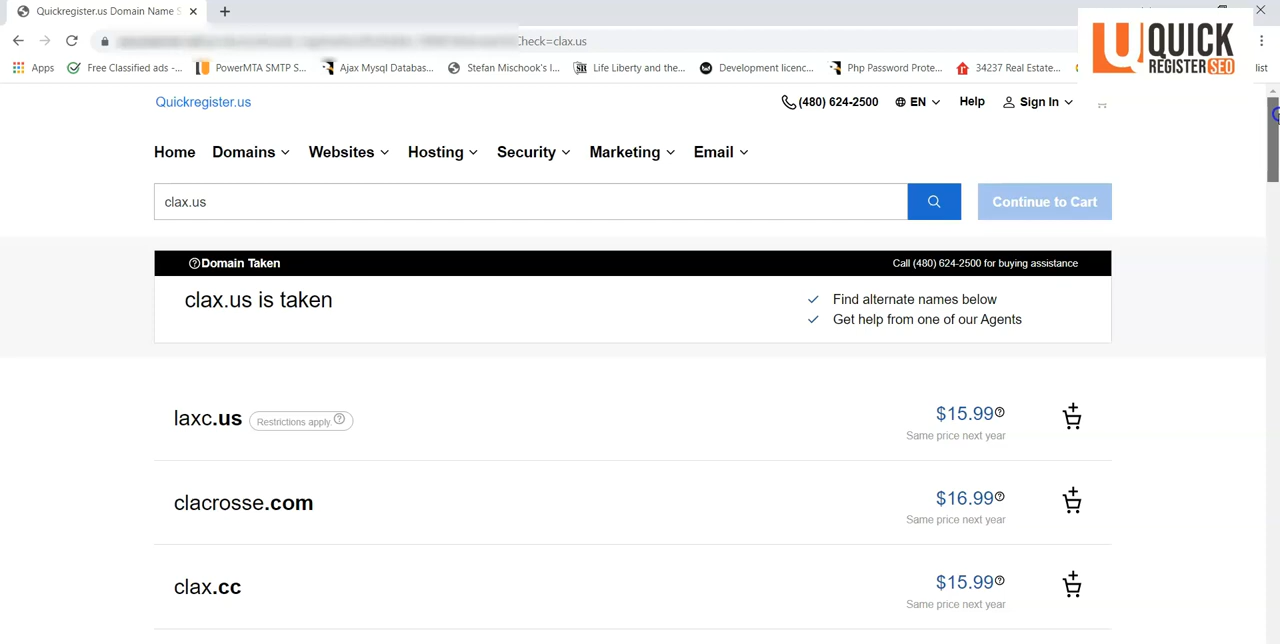 Quickregister.us Domain Name S
Check=clax.us
Apps
Free Classified ads -...
PowerMTA SMTP S...
Ajax Mysql Databas...
Stefan Mischook's I...
Life Liberty and the...
Development licenc...
Php Password Prote...
34237 Real Estate...
list
QUICK
REGISTER SEO
Quickregister.us
(480) 624-2500
EN
Help
Sign In
Home
Domains
Websites
Hosting
Security
Marketing
Email
clax.us
Continue to Cart
Domain Taken
Call (480) 624-2500 for buying assistance
clax.us is taken
Find alternate names below
Get help from one of our Agents
laxc.us
Restrictions apply.
$15.99
Same price next year
clacrosse.com
$16.99
Same price next year
clax.cc
$15.99
Same price next year